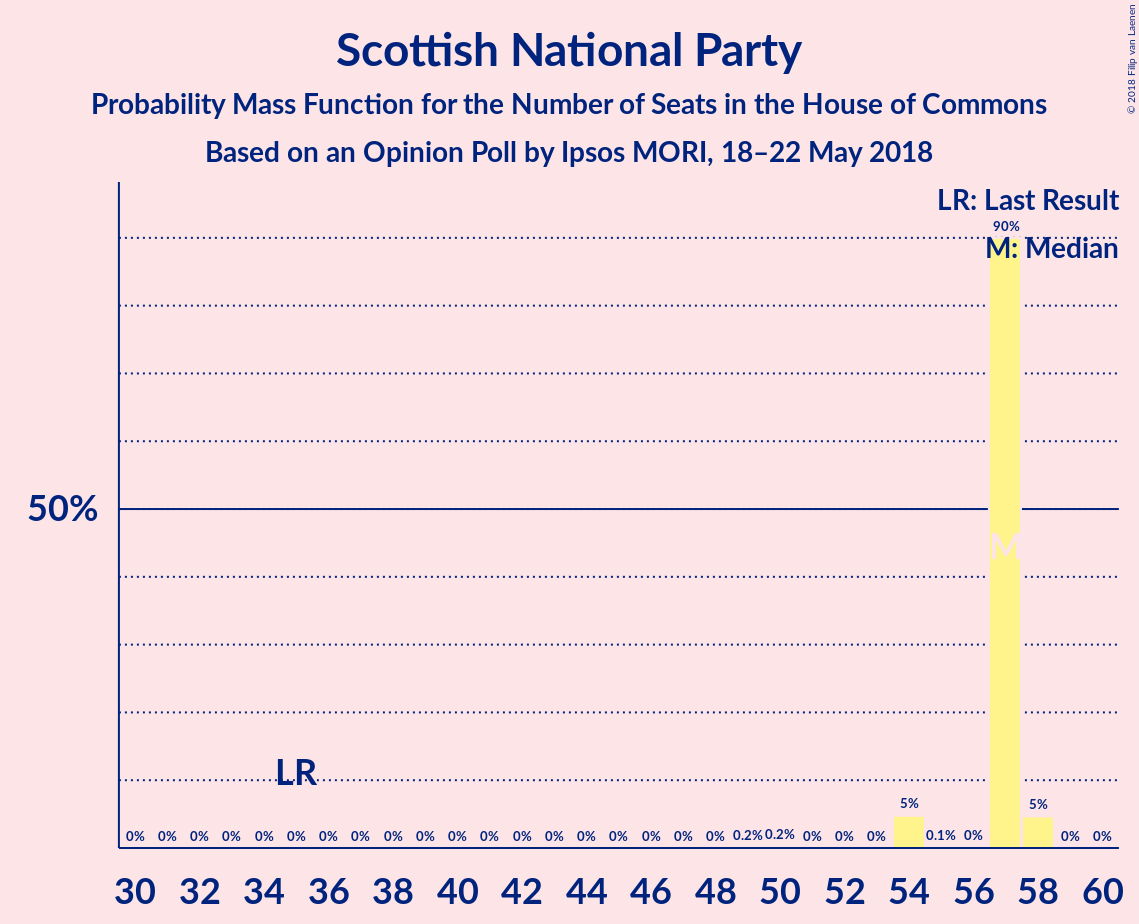 Scottish National Party
Probability Mass Function for the Number of Seats in the House of Commons
Based on an Opinion Poll by Ipsos MORI, 18–22 May 2018
© 2018 Filip van Laenen
LR: Last Result
90%
M: Median
50%
M
LR
0% 0% 0% 0% 0% 0% 0% 0% 0% 0% 0% 0% 0% 0% 0% 0% 0% 0% 0% 0.2% 0.2% 0% 0% 0% 5% 0.1% 0% 5% 0% 0%
30 32 34 36 38 40 42 44 46 48 50 52 54 56 58 60